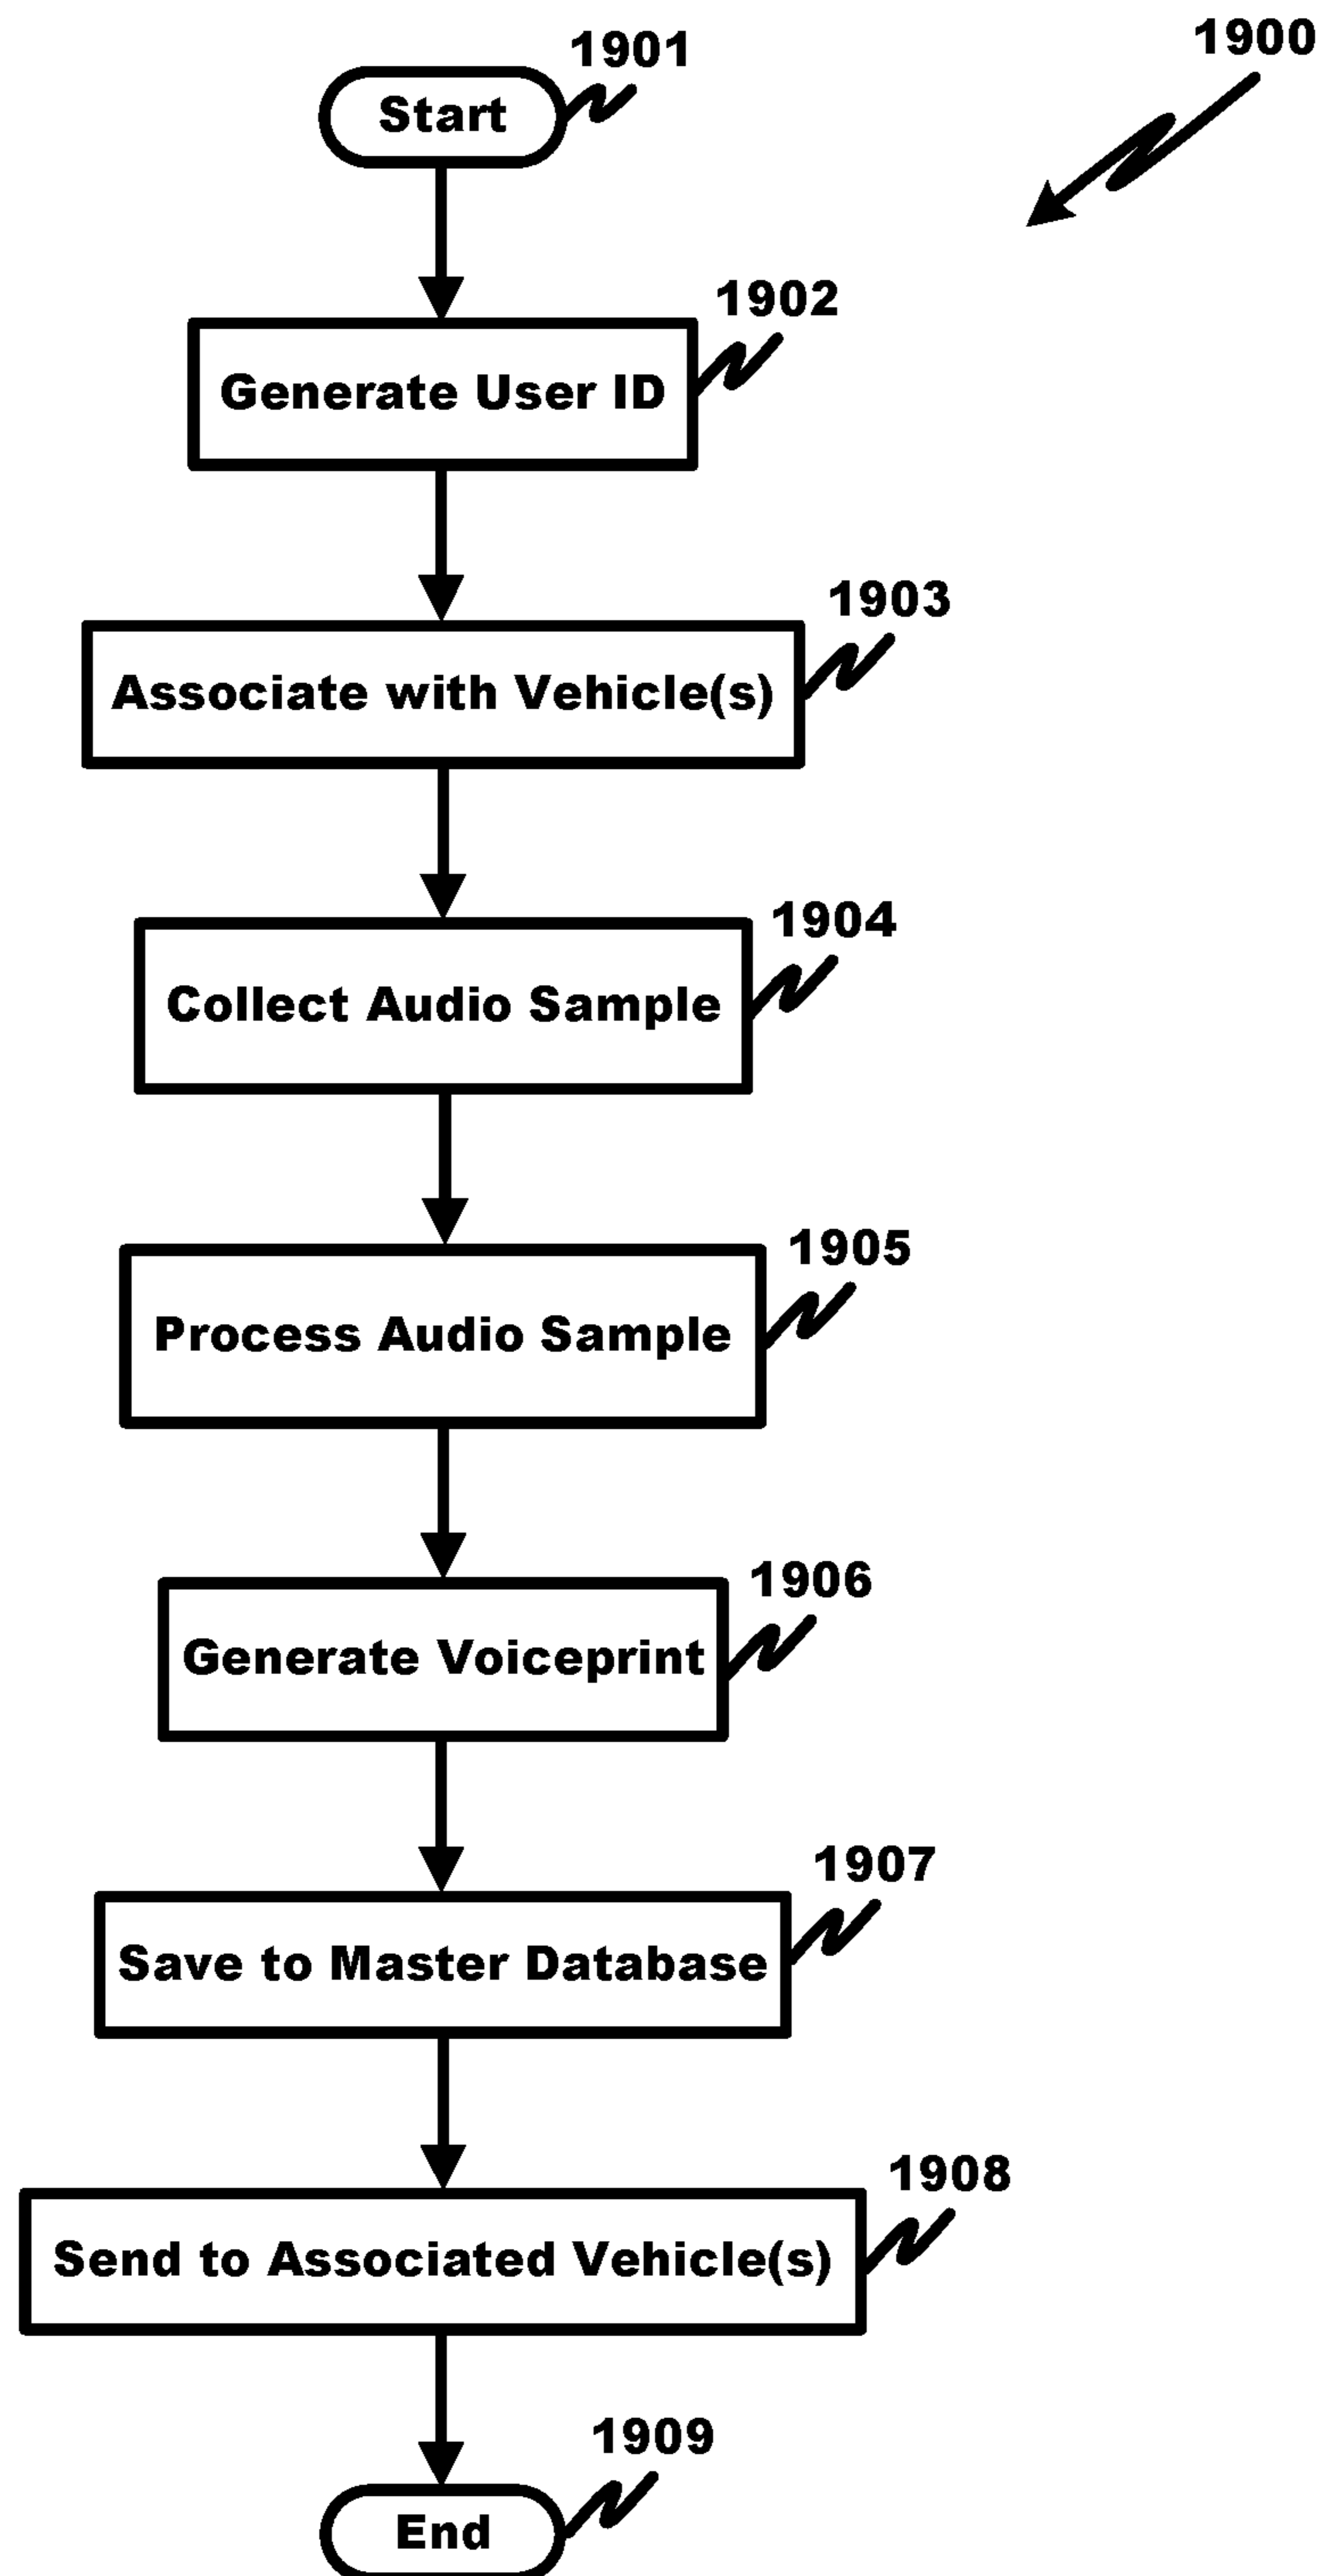 1900
1901
Start
1902
Generate User ID
1903
Associate with Vehicle(s)
1904
Collect Audio Sample
1905
Process Audio Sample
1906
Generate Voiceprint
1907
Save to Master Database
1908
Send to Associated Vehicle(s)
1909
End